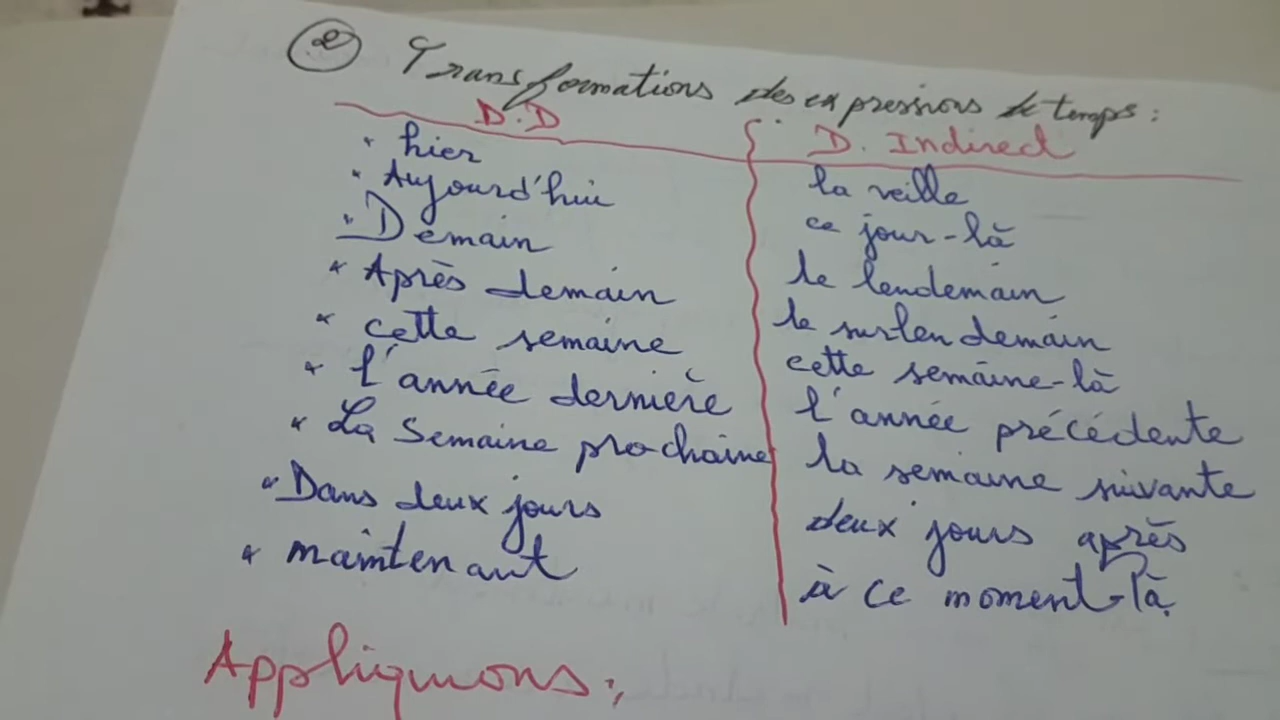 2 Transformations des expressions de temps :
D.D D. Indirect
* hier la veille
* Aujourd'hui ce jour-là
* Demain le lendemain
* Après demain le surlendemain
* cette semaine cette semaine-là
* l'année dernière l'année précédente
* La Semaine prochaine la semaine suivante
* Dans deux jours deux jours après
* maintenant à ce moment-là
Appliquons :